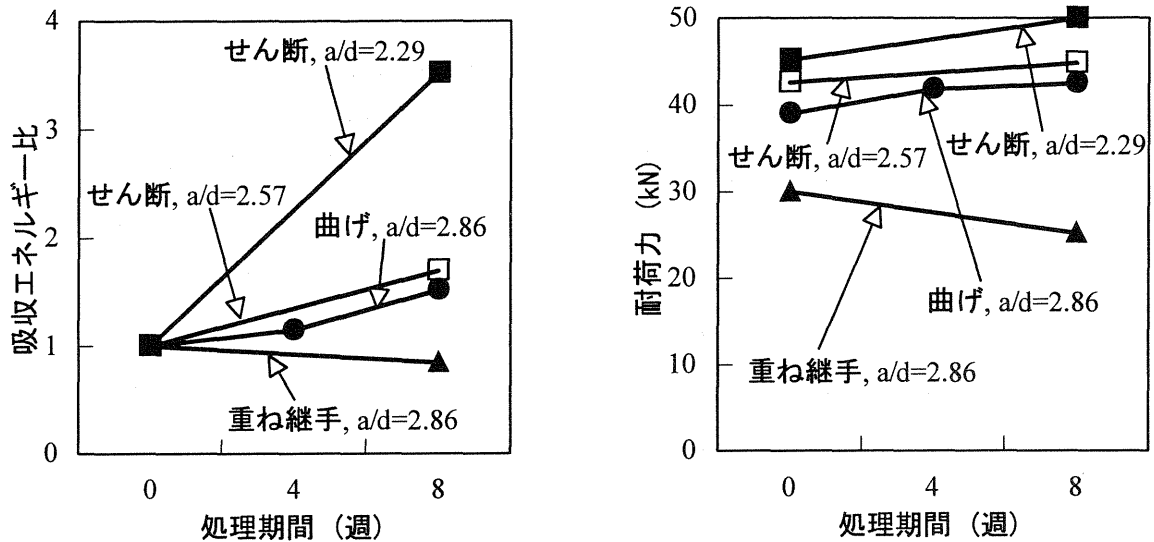 4
3
2
1
0
吸収エネルギー比
せん断, a/d=2.29
せん断, a/d=2.57
曲げ, a/d=2.86
重ね継手, a/d=2.86
0 4 8
処理期間（週）
50
40
30
20
10
0
耐荷力（kN）
せん断, a/d=2.57
せん断, a/d=2.29
曲げ, a/d=2.86
重ね継手, a/d=2.86
0 4 8
処理期間（週）